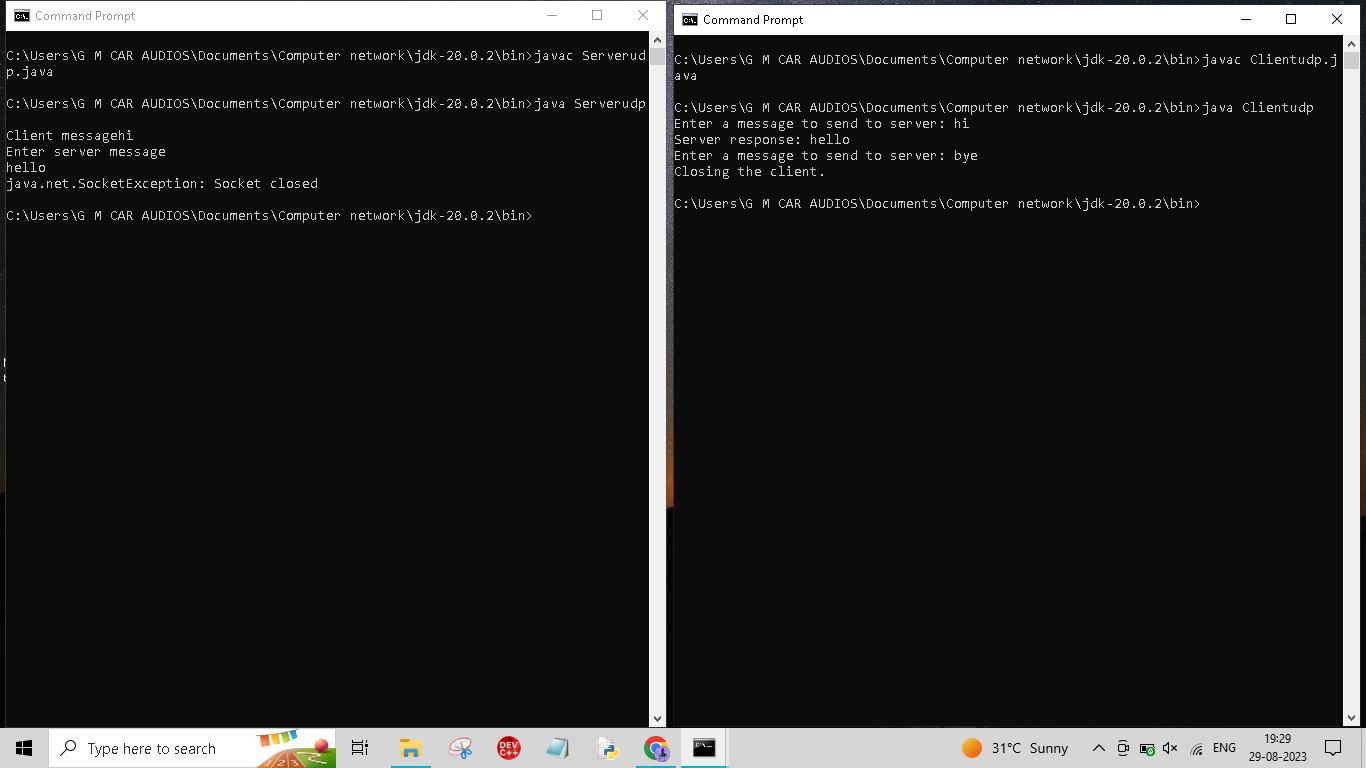 Command Prompt
C:\Users\G M CAR AUDIOS\Documents\Computer network\jdk-20.0.2\bin>javac Serverud
p.java
C:\Users\G M CAR AUDIOS\Documents\Computer network\jdk-20.0.2\bin>java Serverudp
Client messagehi
Enter server message
hello
java.net.SocketException: Socket closed
C:\Users\G M CAR AUDIOS\Documents\Computer network\jdk-20.0.2\bin>
Command Prompt
C:\Users\G M CAR AUDIOS\Documents\Computer network\jdk-20.0.2\bin>javac Clientudp.j
ava
C:\Users\G M CAR AUDIOS\Documents\Computer network\jdk-20.0.2\bin>java Clientudp
Enter a message to send to server: hi
Server response: hello
Enter a message to send to server: bye
Closing the client.
C:\Users\G M CAR AUDIOS\Documents\Computer network\jdk-20.0.2\bin>
Type here to search
DEV
C++
31°C Sunny
ENG
19:29
29-08-2023